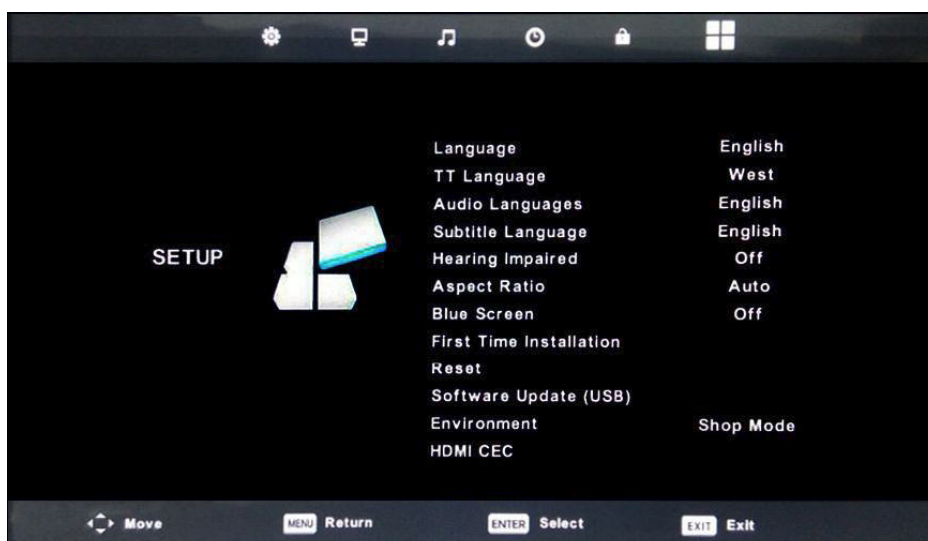 Language English
TT Language West
Audio Languages English
Subtitle Language English
SETUP
Hearing Impaired Off
Aspect Ratio Auto
Blue Screen Off
First Time Installation
Reset
Software Update (USB)
Environment Shop Mode
HDMI CEC
Move MENU Return ENTER Select EXIT Exit